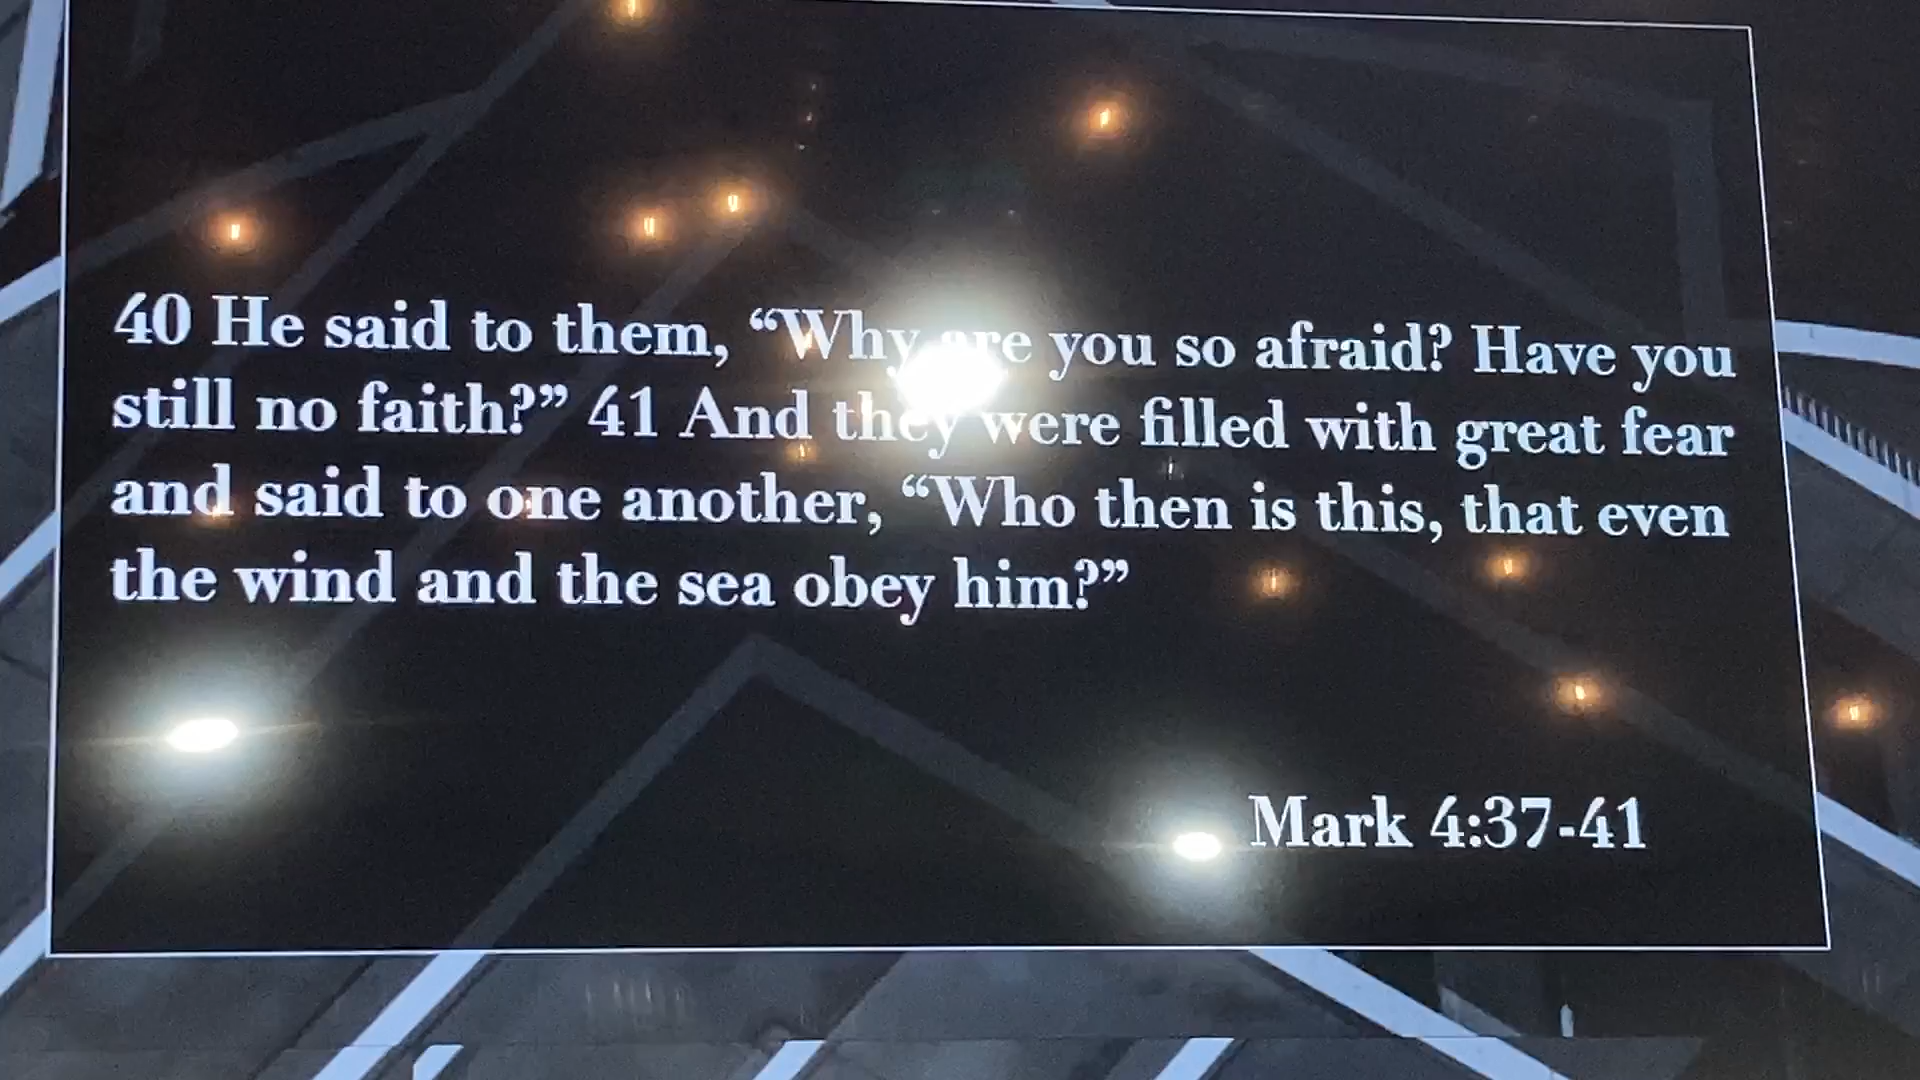 40 He said to them, “Why are you so afraid? Have you
still no faith?” 41 And they were filled with great fear
and said to one another, “Who then is this, that even
the wind and the sea obey him?”
Mark 4:37-41